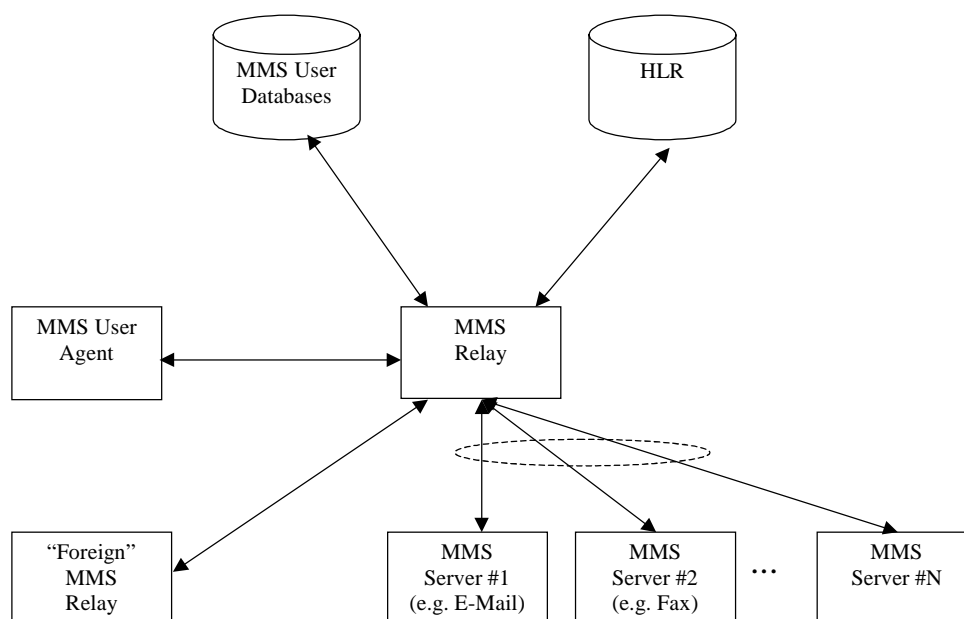 MMS User
Databases
HLR
MMS User
Agent
MMS
Relay
“Foreign”
MMS
Relay
MMS
Server #1
(e.g. E-Mail)
MMS
Server #2
(e.g. Fax)
...
MMS
Server #N